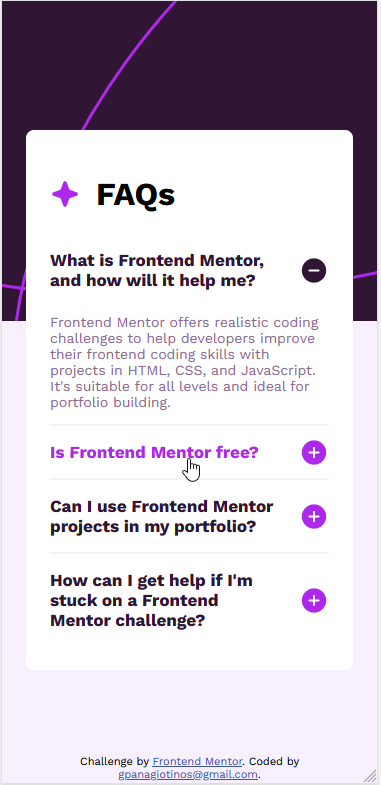 FAQs
What is Frontend Mentor,
and how will it help me?
Frontend Mentor offers realistic coding
challenges to help developers improve
their frontend coding skills with
projects in HTML, CSS, and JavaScript.
It's suitable for all levels and ideal for
portfolio building.
Is Frontend Mentor free?
Can I use Frontend Mentor
projects in my portfolio?
How can I get help if I'm
stuck on a Frontend
Mentor challenge?
Challenge by Frontend Mentor. Coded by
gpanagiotinos@gmail.com.